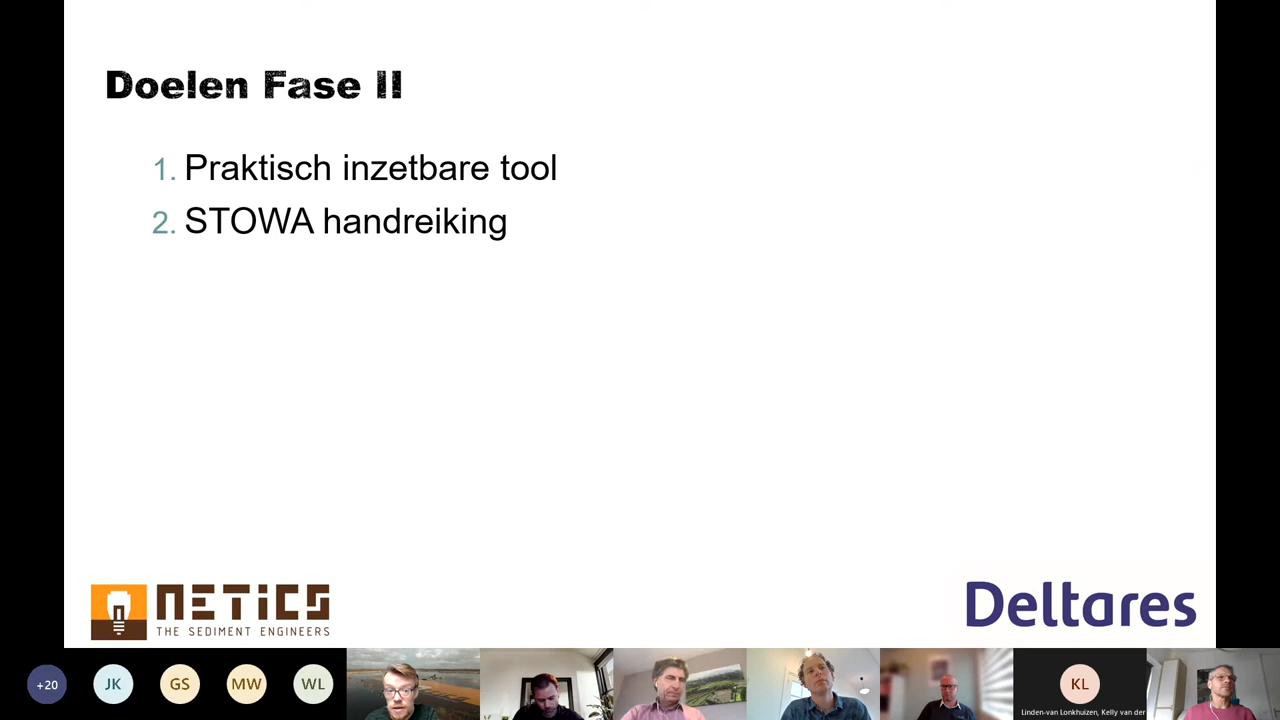 Doelen Fase II
1. Praktisch inzetbare tool
2. STOWA handreiking
NETICS
THE SEDIMENT ENGINEERS
Deltares
+20
JK
GS
MW
WL
KL
Linden-van Lonkhuizen, Kelly van der